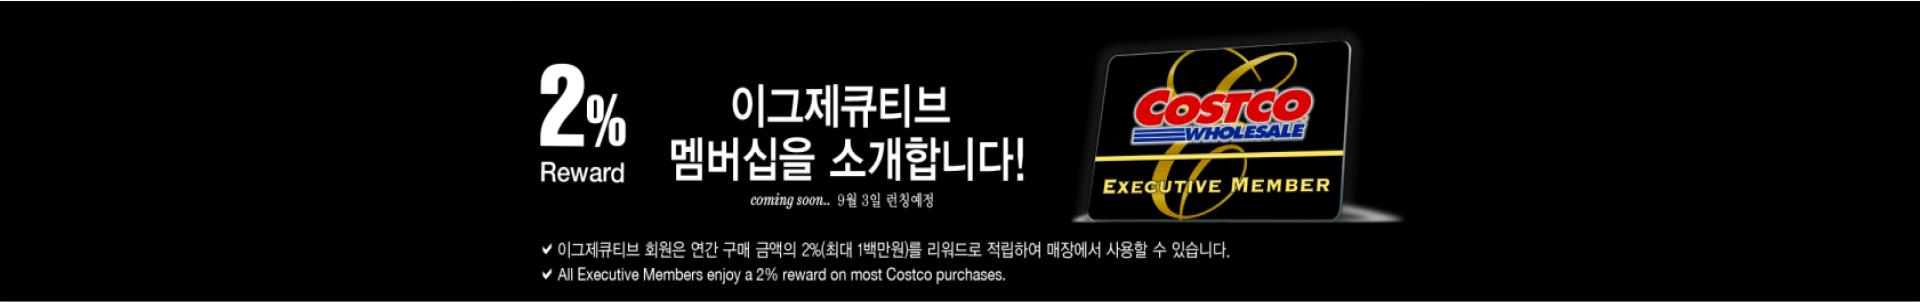 2%
Reward
이그제큐티브
멤버십을 소개합니다!
coming soon.. 9월 3일 런칭예정
COSTCO
WHOLESALE
EXECUTIVE MEMBER
이그제큐티브 회원은 연간 구매 금액의 2%(최대 1백만원)를 리워드로 적립하여 매장에서 사용할 수 있습니다.
All Executive Members enjoy a 2% reward on most Costco purchases.